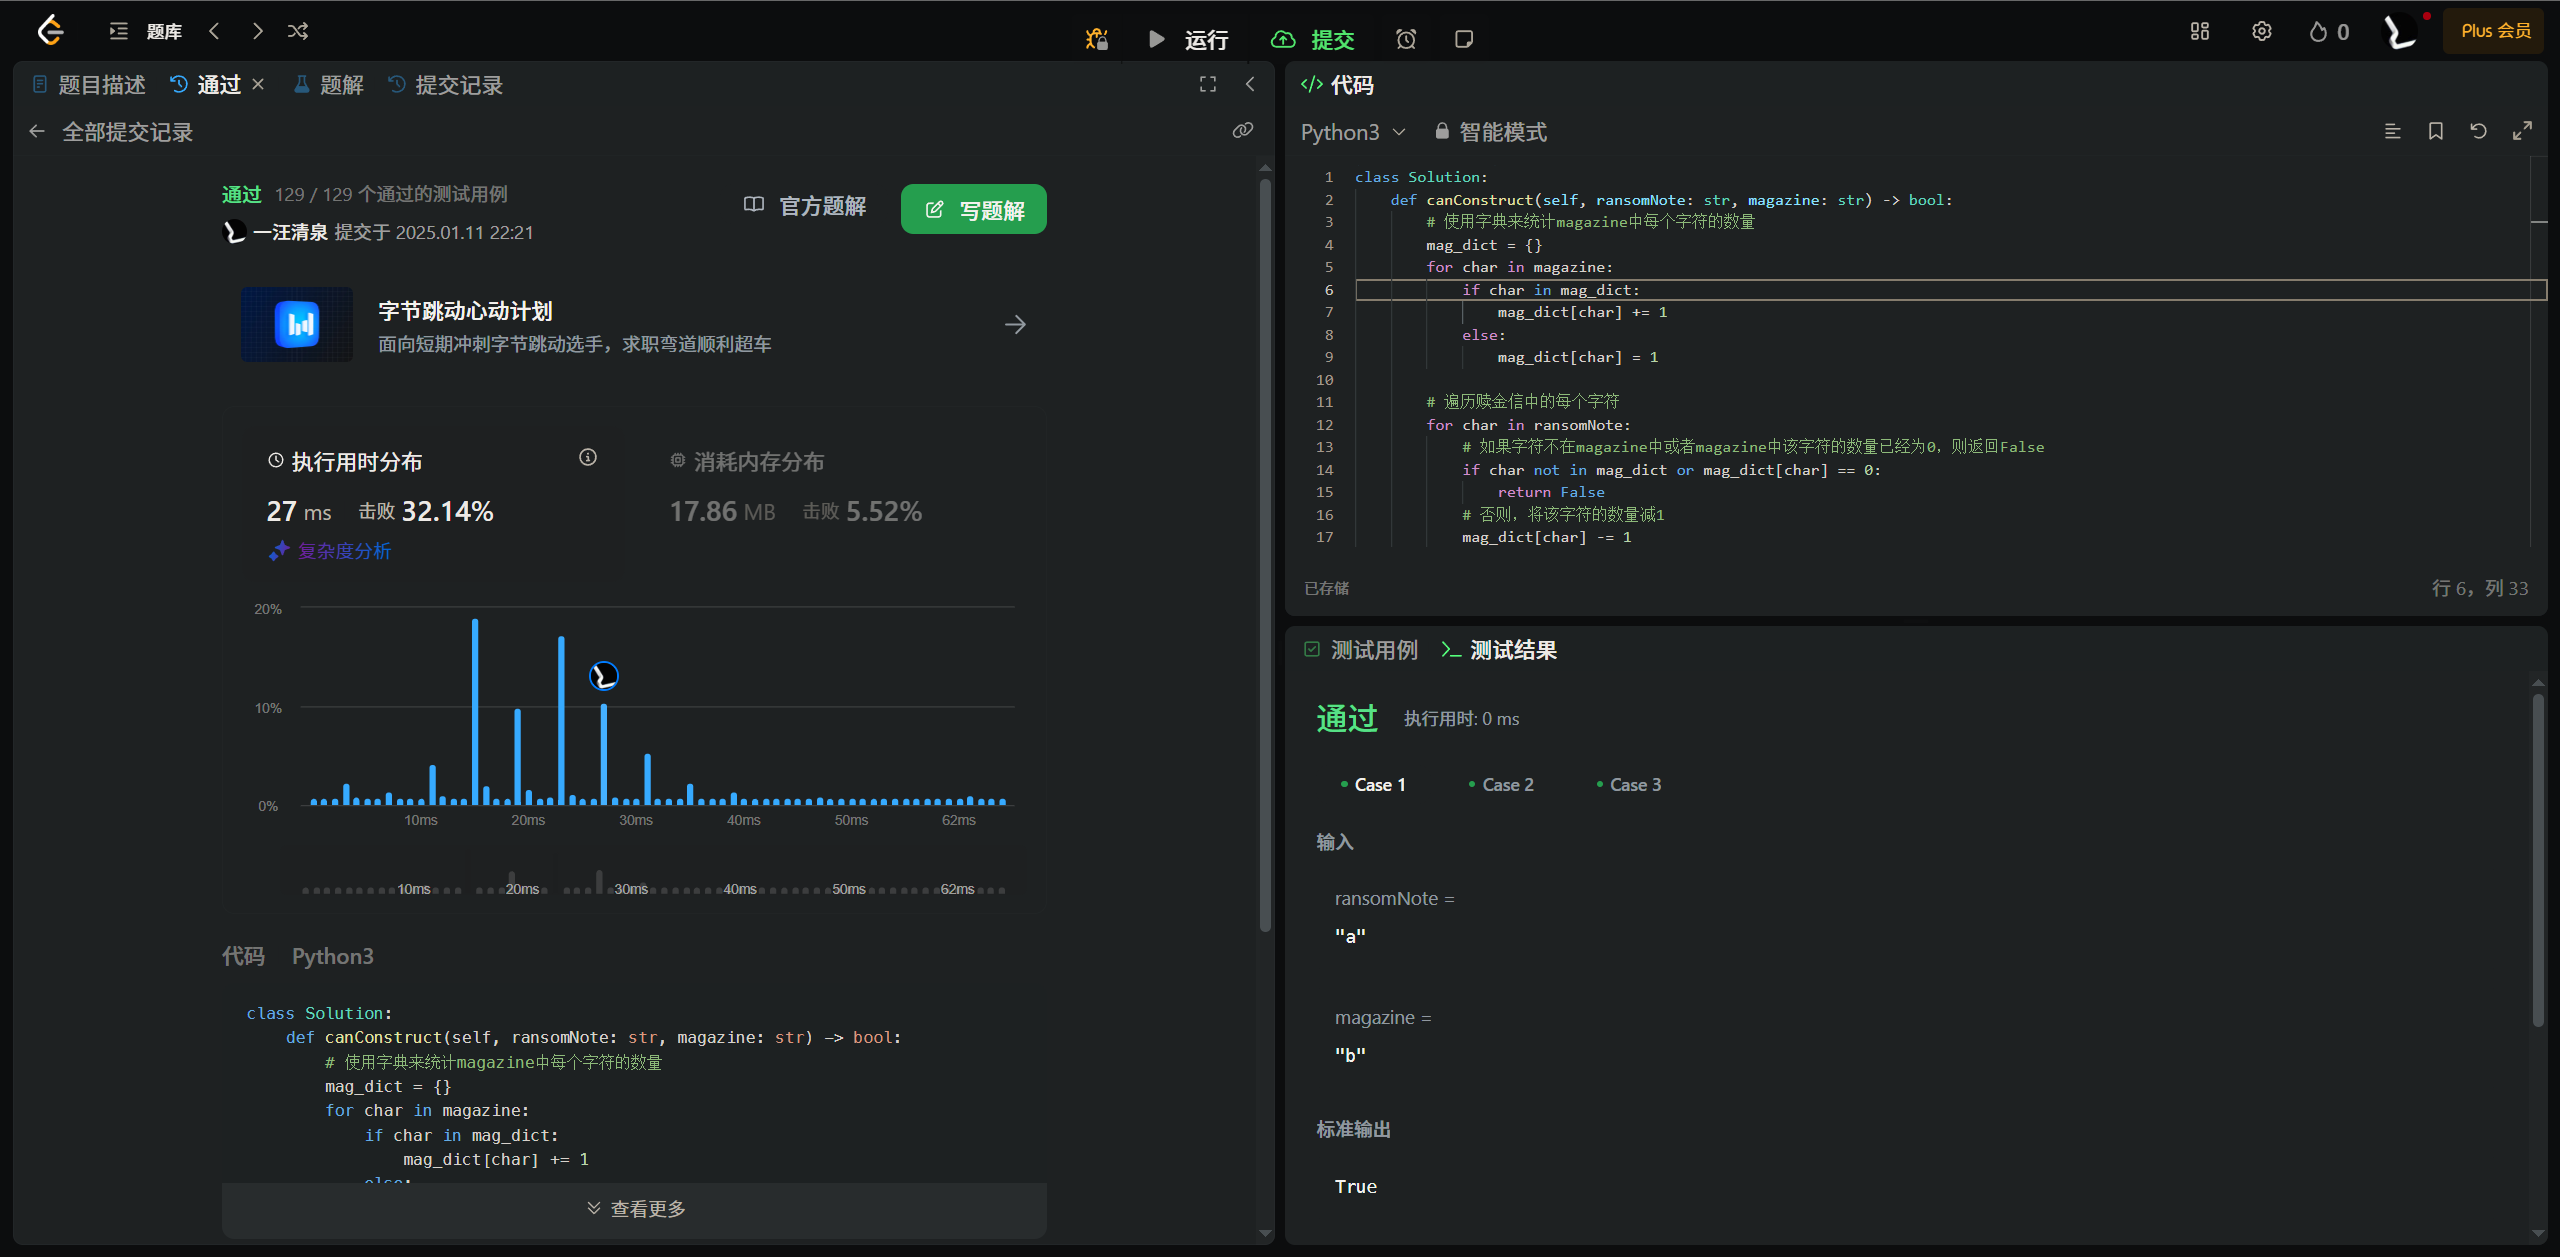 题库
运行
提交
0
Plus 会员
题目描述
通过
题解
提交记录
全部提交记录
通过 129 / 129 个通过的测试用例
一汪清泉 提交于 2025.01.11 22:21
官方题解
写题解
字节跳动心动计划
面向短期冲刺字节跳动选手，求职弯道顺利超车
执行用时分布
27 ms 击败 32.14%
复杂度分析
消耗内存分布
17.86 MB 击败 5.52%
20%
10%
0%
10ms 20ms 30ms 40ms 50ms 62ms
10ms 20ms 30ms 40ms 50ms 62ms
代码 Python3
class Solution:
def canConstruct(self, ransomNote: str, magazine: str) -> bool:
# 使用字典来统计magazine中每个字符的数量
mag_dict = {}
for char in magazine:
if char in mag_dict:
mag_dict[char] += 1
else:
查看更多
代码
Python3
智能模式
1 class Solution:
2 def canConstruct(self, ransomNote: str, magazine: str) -> bool:
3 # 使用字典来统计magazine中每个字符的数量
4 mag_dict = {}
5 for char in magazine:
6 if char in mag_dict:
7 mag_dict[char] += 1
8 else:
9 mag_dict[char] = 1
10
11 # 遍历赎金信中的每个字符
12 for char in ransomNote:
13 # 如果字符不在magazine中或者magazine中该字符的数量已经为0，则返回False
14 if char not in mag_dict or mag_dict[char] == 0:
15 return False
16 # 否则，将该字符的数量减1
17 mag_dict[char] -= 1
已存储
行 6，列 33
测试用例
测试结果
通过 执行用时: 0 ms
Case 1
Case 2
Case 3
输入
ransomNote =
"a"
magazine =
"b"
标准输出
True